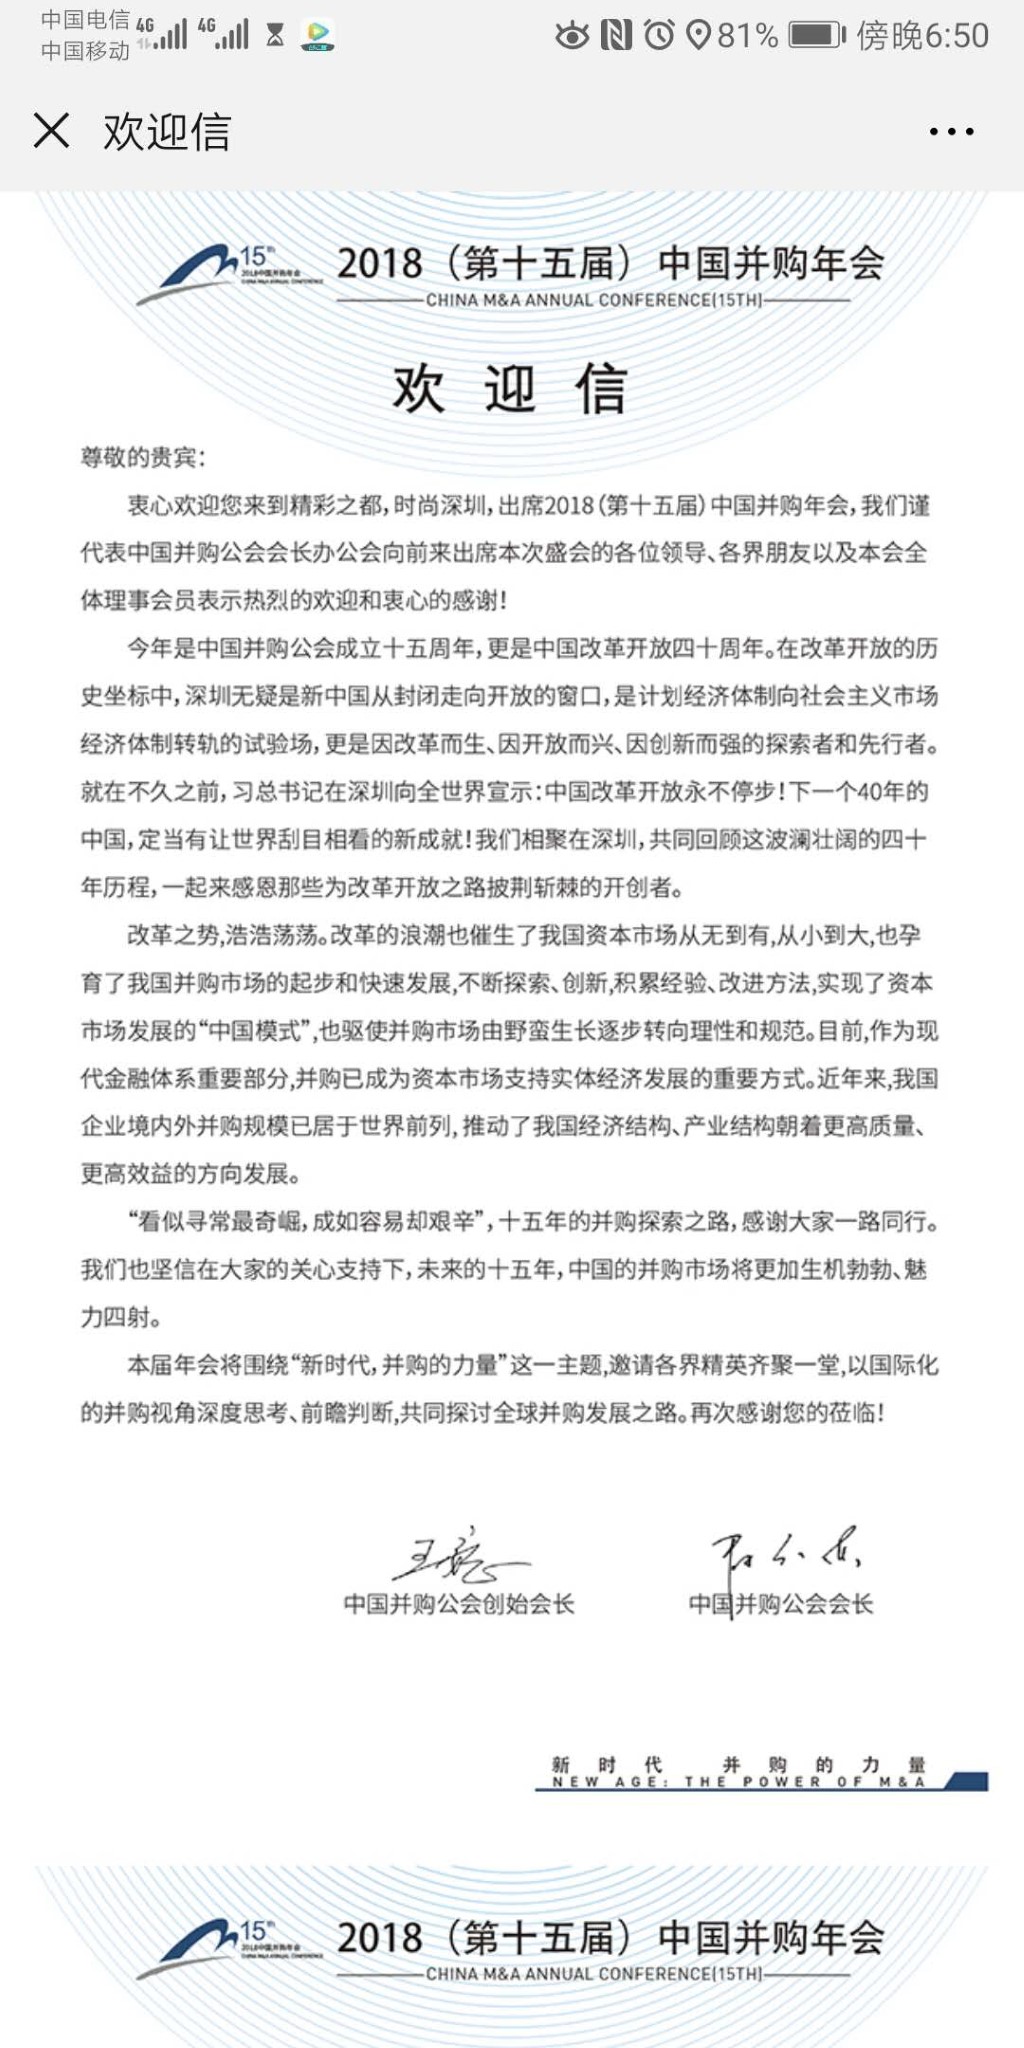 中国电信
中国移动
4G
4G
81%
傍晚6:50
欢迎信
15th
2018中国并购年会
CHINA M&A ANNUAL CONFERENCE
2018（第十五届）中国并购年会
CHINA M&A ANNUAL CONFERENCE(15TH)
欢 迎 信
尊敬的贵宾：
衷心欢迎您来到精彩之都，时尚深圳，出席2018（第十五届）中国并购年会，我们谨
代表中国并购公会会长办公会向前来出席本次盛会的各位领导、各界朋友以及本会全
体理事会员表示热烈的欢迎和衷心的感谢！
今年是中国并购公会成立十五周年，更是中国改革开放四十周年。在改革开放的历
史坐标中，深圳无疑是新中国从封闭走向开放的窗口，是计划经济体制向社会主义市场
经济体制转轨的试验场，更是因改革而生、因开放而兴、因创新而强的探索者和先行者。
就在不久之前，习总书记在深圳向全世界宣示：中国改革开放永不停步！下一个40年的
中国，定当有让世界刮目相看的新成就！我们相聚在深圳，共同回顾这波澜壮阔的四十
年历程，一起来感恩那些为改革开放之路披荆斩棘的开创者。
改革之势,浩浩荡荡。改革的浪潮也催生了我国资本市场从无到有,从小到大,也孕
育了我国并购市场的起步和快速发展,不断探索、创新,积累经验、改进方法,实现了资本
市场发展的“中国模式”,也驱使并购市场由野蛮生长逐步转向理性和规范。目前,作为现
代金融体系重要部分,并购已成为资本市场支持实体经济发展的重要方式。近年来,我国
企业境内外并购规模已居于世界前列, 推动了我国经济结构、产业结构朝着更高质量、
更高效益的方向发展。
“看似寻常最奇崛，成如容易却艰辛”，十五年的并购探索之路，感谢大家一路同行。
我们也坚信在大家的关心支持下，未来的十五年，中国的并购市场将更加生机勃勃、魅
力四射。
本届年会将围绕“新时代，并购的力量”这一主题,邀请各界精英齐聚一堂,以国际化
的并购视角深度思考、前瞻判断,共同探讨全球并购发展之路。再次感谢您的莅临！
中国并购公会创始会长
中国并购公会会长
新时代 并购的力量
NEW AGE: THE POWER OF M&A
15th
2018中国并购年会
CHINA M&A ANNUAL CONFERENCE
2018（第十五届）中国并购年会
CHINA M&A ANNUAL CONFERENCE(15TH)